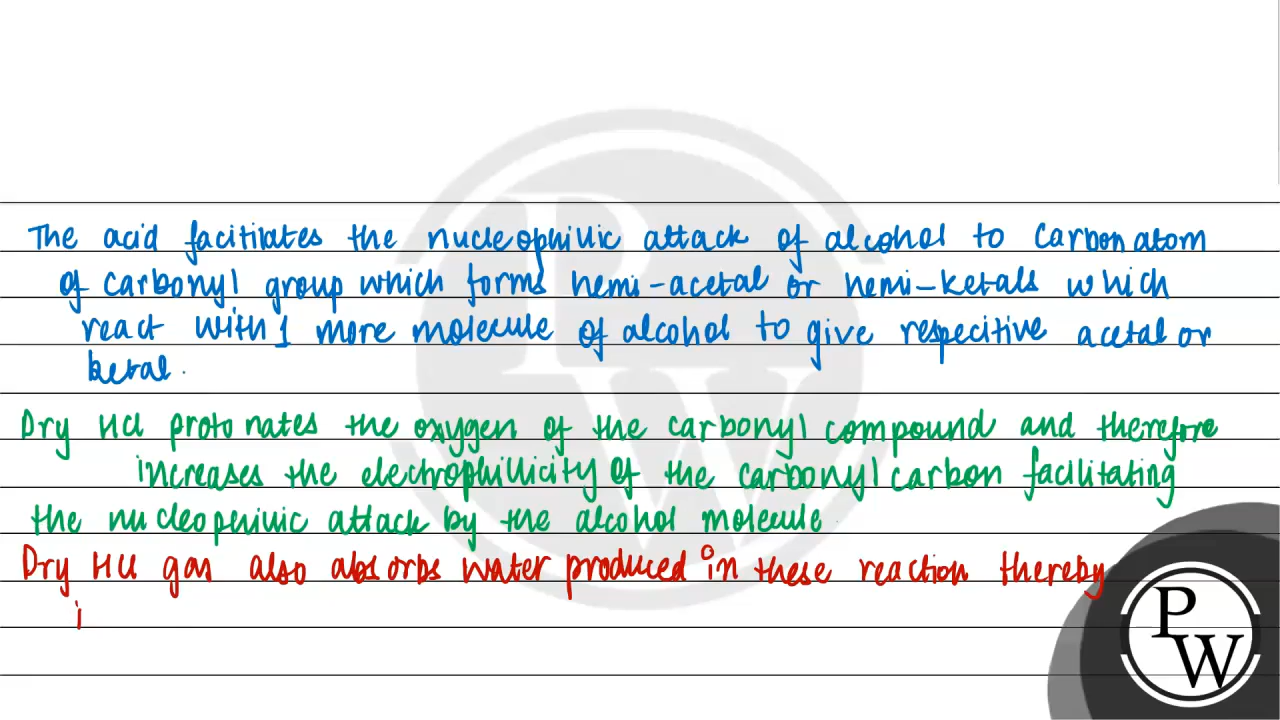 The acid facitilates the nucleophilic attack of alcohol to carbon atom
of carbonyl group which forms hemi-acetal or hemi-ketals which
react with 1 more molecule of alcohol to give respecitive acetal or
ketal.
Dry HCl protonates the oxygen of the carbonyl compound and therefore
increases the electrophillicity of the carbonyl carbon facilitating
the nucleophilic attack by the alcohol molecule
Dry HCl gas also absorbs water produced in these reaction thereby
i
PW
PW